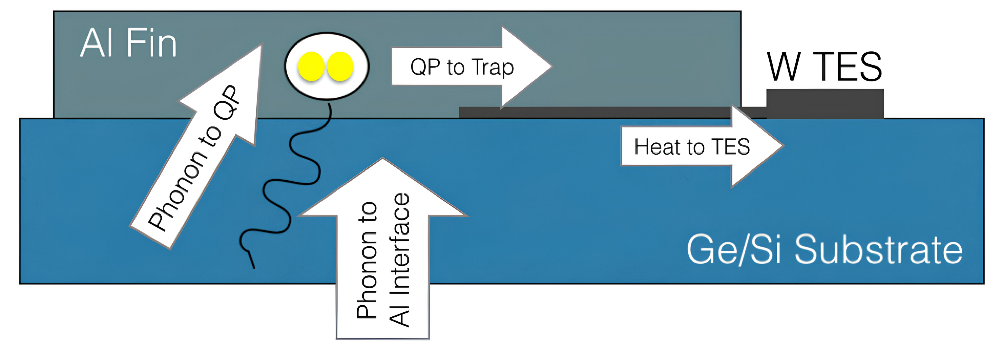 Al Fin
Phonon to QP
QP to Trap
W TES
Heat to TES
Phonon to
Al Interface
Ge/Si Substrate